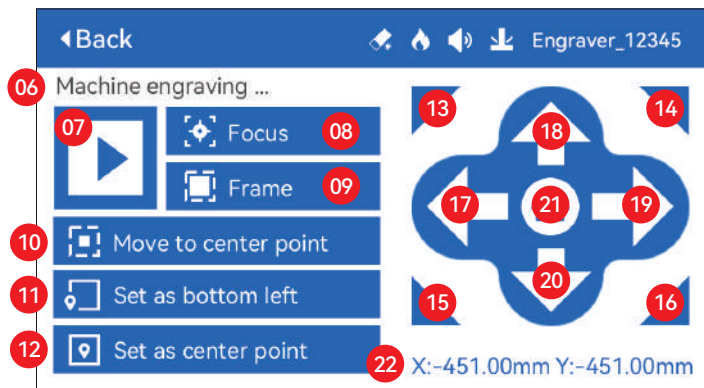 Back Engraver_12345
06 Machine engraving ...
07
Focus 08
Frame 09
10 Move to center point
11 Set as bottom left
12 Set as center point
13 14
18
17 21 19
20
15 16
22 X:-451.00mm Y:-451.00mm